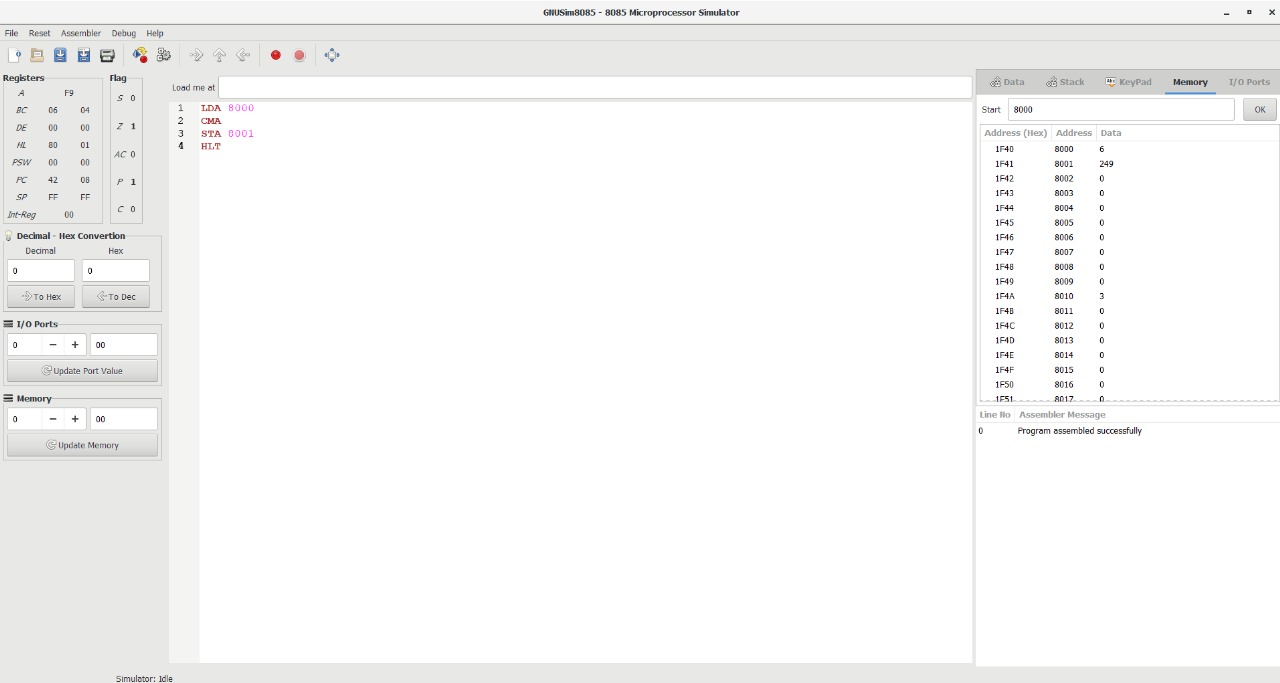 GNUSim8085 - 8085 Microprocessor Simulator
File Reset Assembler Debug Help
Registers
A F9
BC 06 04
DE 00 00
HL 80 01
PSW 00 00
PC 42 08
SP FF FF
Int-Reg 00
Flag
S 0
Z 1
AC 0
P 1
C 0
Decimal - Hex Convertion
Decimal Hex
0 0
To Hex To Dec
I/O Ports
0 − + 00
Update Port Value
Memory
0 − + 00
Update Memory
Load me at
1 LDA 8000
2 CMA
3 STA 8001
4 HLT
Data Stack KeyPad Memory I/O Ports
Start 8000 OK
Address (Hex) Address Data
1F40 8000 6
1F41 8001 249
1F42 8002 0
1F43 8003 0
1F44 8004 0
1F45 8005 0
1F46 8006 0
1F47 8007 0
1F48 8008 0
1F49 8009 0
1F4A 8010 3
1F4B 8011 0
1F4C 8012 0
1F4D 8013 0
1F4E 8014 0
1F4F 8015 0
1F50 8016 0
1F51 8017 0
Line No Assembler Message
0 Program assembled successfully
Simulator: Idle